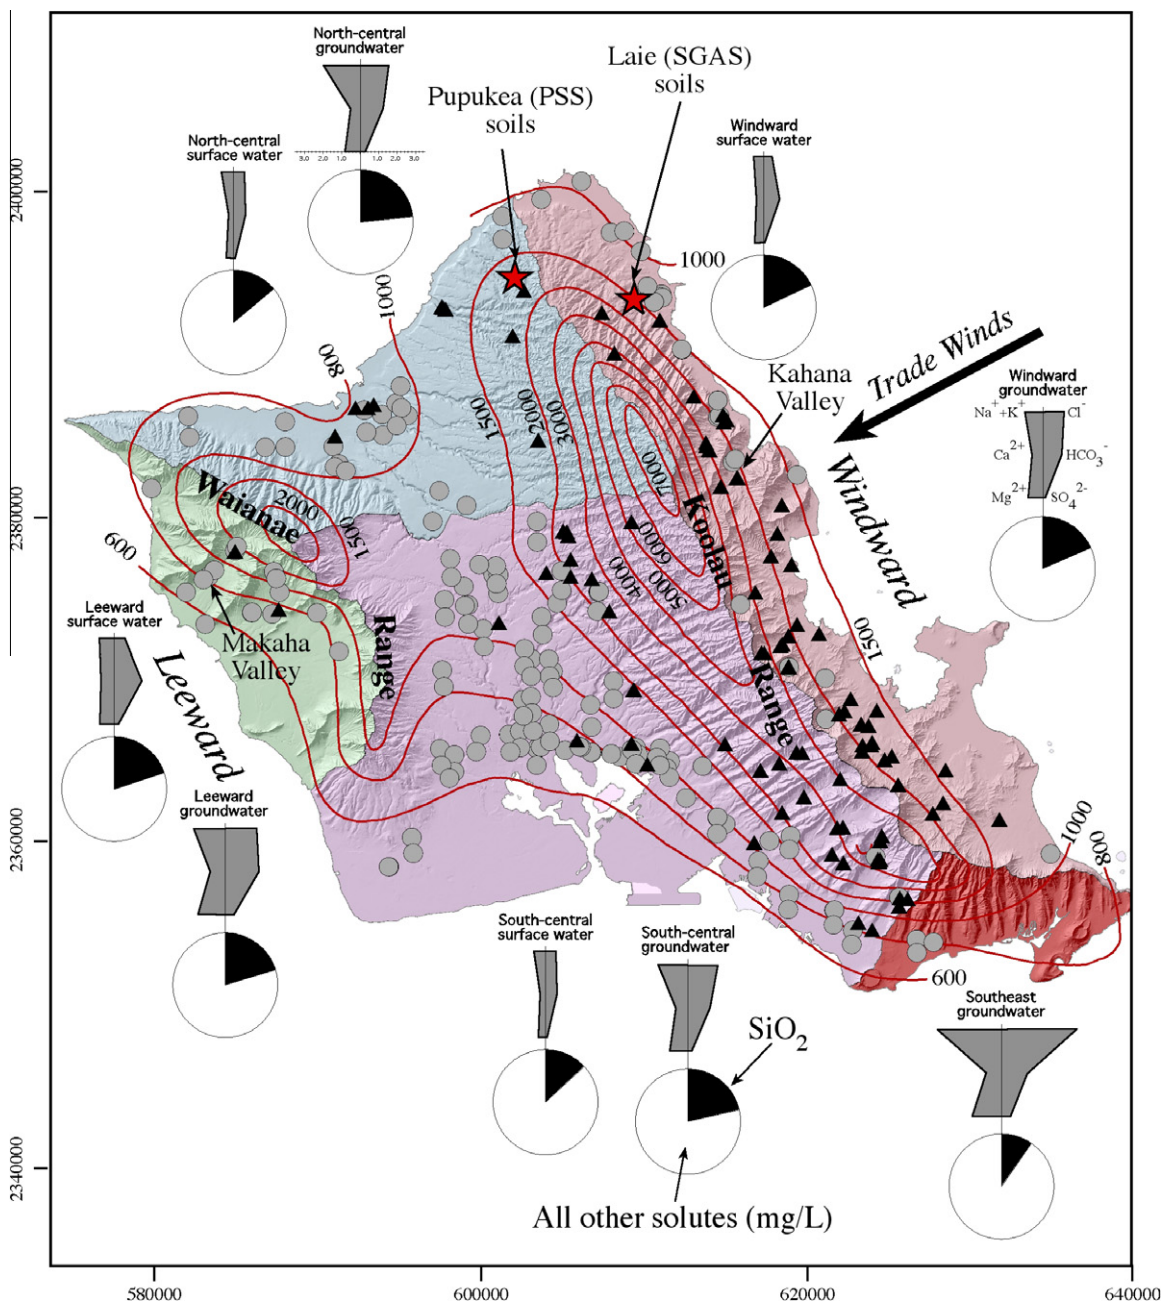 North-central
groundwater
3.0 2.0 1.0 1.0 2.0 3.0
Laie (SGAS)
soils
Pupukea (PSS)
soils
North-central
surface water
Windward
surface water
2400000
1000
1000
800
Trade Winds
Kahana
Valley
Windward
groundwater
Na⁺+K⁺
Cl⁻
Ca²⁺
HCO₃⁻
Mg²⁺
SO₄²⁻
1500
2000
3000
7000
Waianae
2000
1500
Koolau
Windward
2380000
600
6000
5000
4000
Leeward
surface water
Makaha
Valley
Range
Range
1500
Leeward
Leeward
groundwater
2360000
1000
800
South-central
surface water
South-central
groundwater
600
Southeast
groundwater
SiO₂
2340000
All other solutes (mg/L)
580000
600000
620000
640000